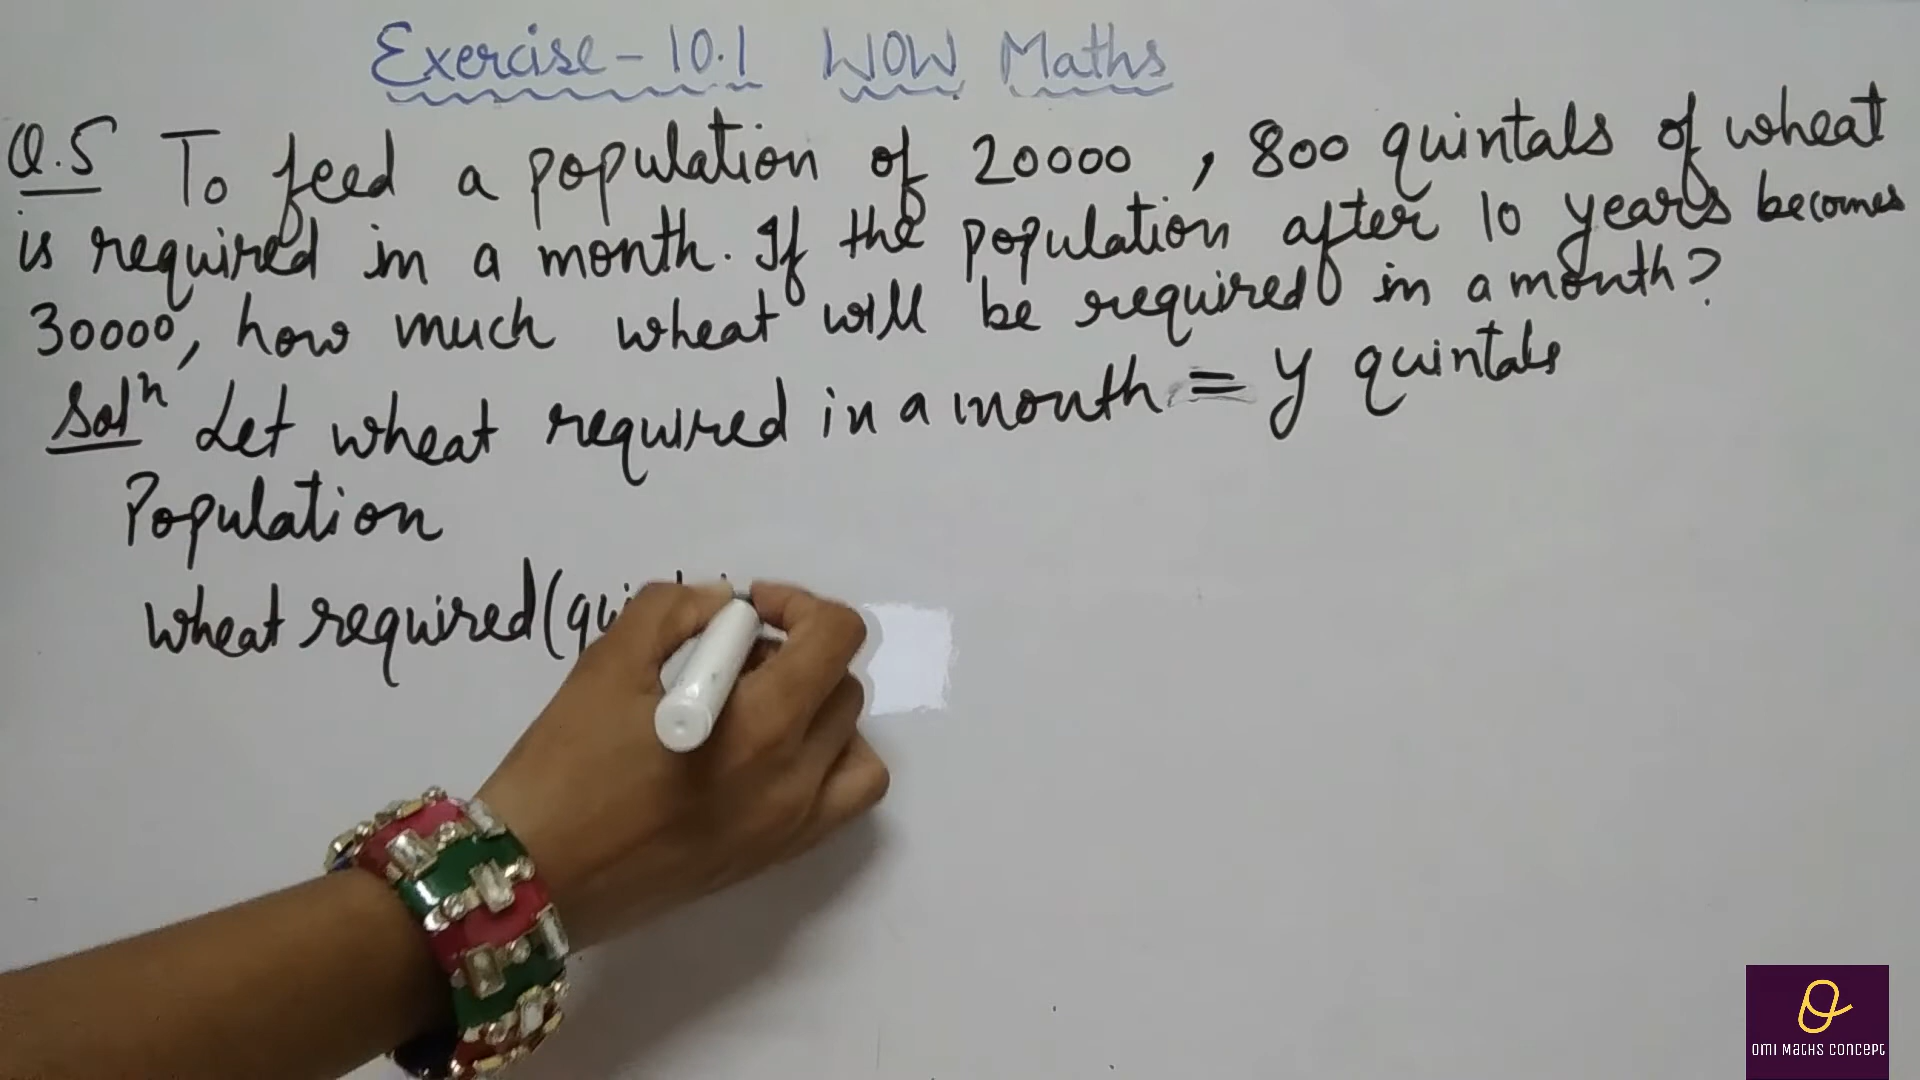 Exercise-10.1 WOW Maths
Q.5 To feed a population of 20000, 800 quintals of wheat
is required in a month. If the population after 10 years becomes
30000, how much wheat will be required in a month?
Solⁿ Let wheat required in a month = y quintals
Population
wheat required (
OMI MATHS CONCEPT